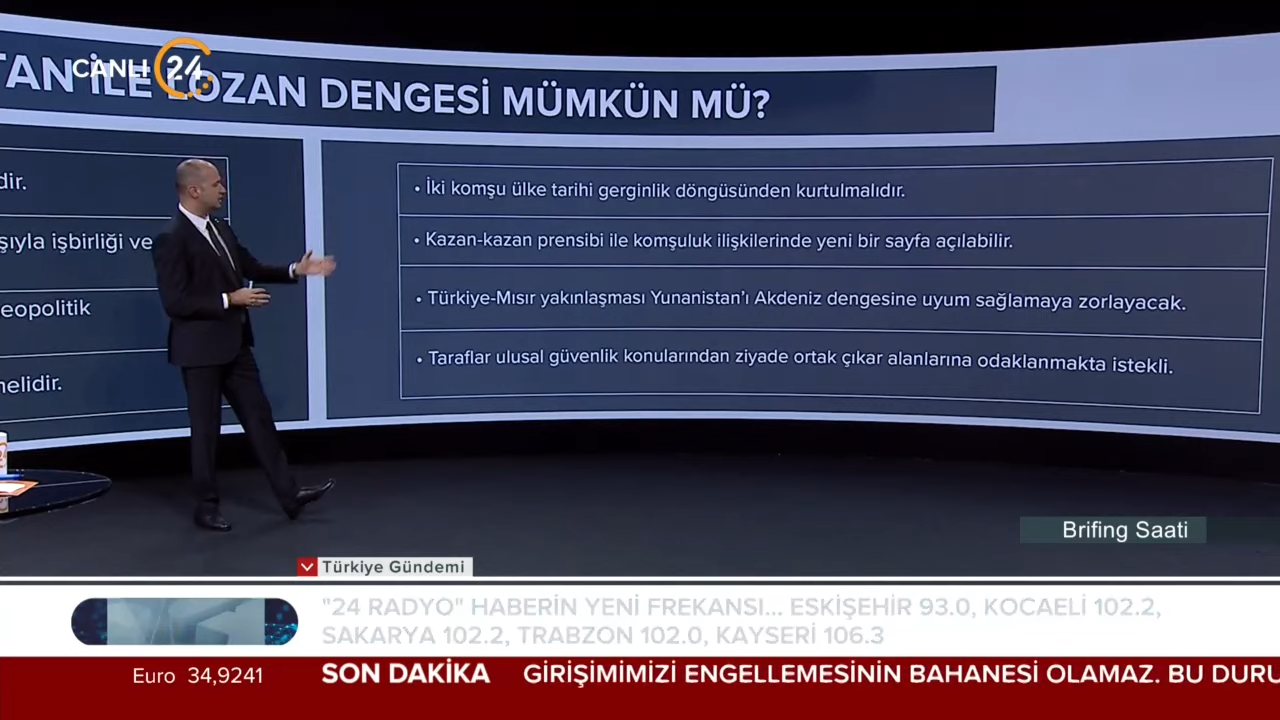 CANLI 24
TAN İLE LOZAN DENGESİ MÜMKÜN MÜ?
dir.
şıyla işbirliği ve
eopolitik
nelidir.
• İki komşu ülke tarihi gerginlik döngüsünden kurtulmalıdır.
• Kazan-kazan prensibi ile komşuluk ilişkilerinde yeni bir sayfa açılabilir.
• Türkiye-Mısır yakınlaşması Yunanistan'ı Akdeniz dengesine uyum sağlamaya zorlayacak.
• Taraflar ulusal güvenlik konularından ziyade ortak çıkar alanlarına odaklanmakta istekli.
Brifing Saati
Türkiye Gündemi
"24 RADYO" HABERİN YENİ FREKANSI... ESKİŞEHİR 93.0, KOCAELİ 102.2,
SAKARYA 102.2, TRABZON 102.0, KAYSERİ 106.3
Euro 34,9241
SON DAKİKA GİRİŞİMİMİZİ ENGELLEMESİNİN BAHANESİ OLAMAZ. BU DURU